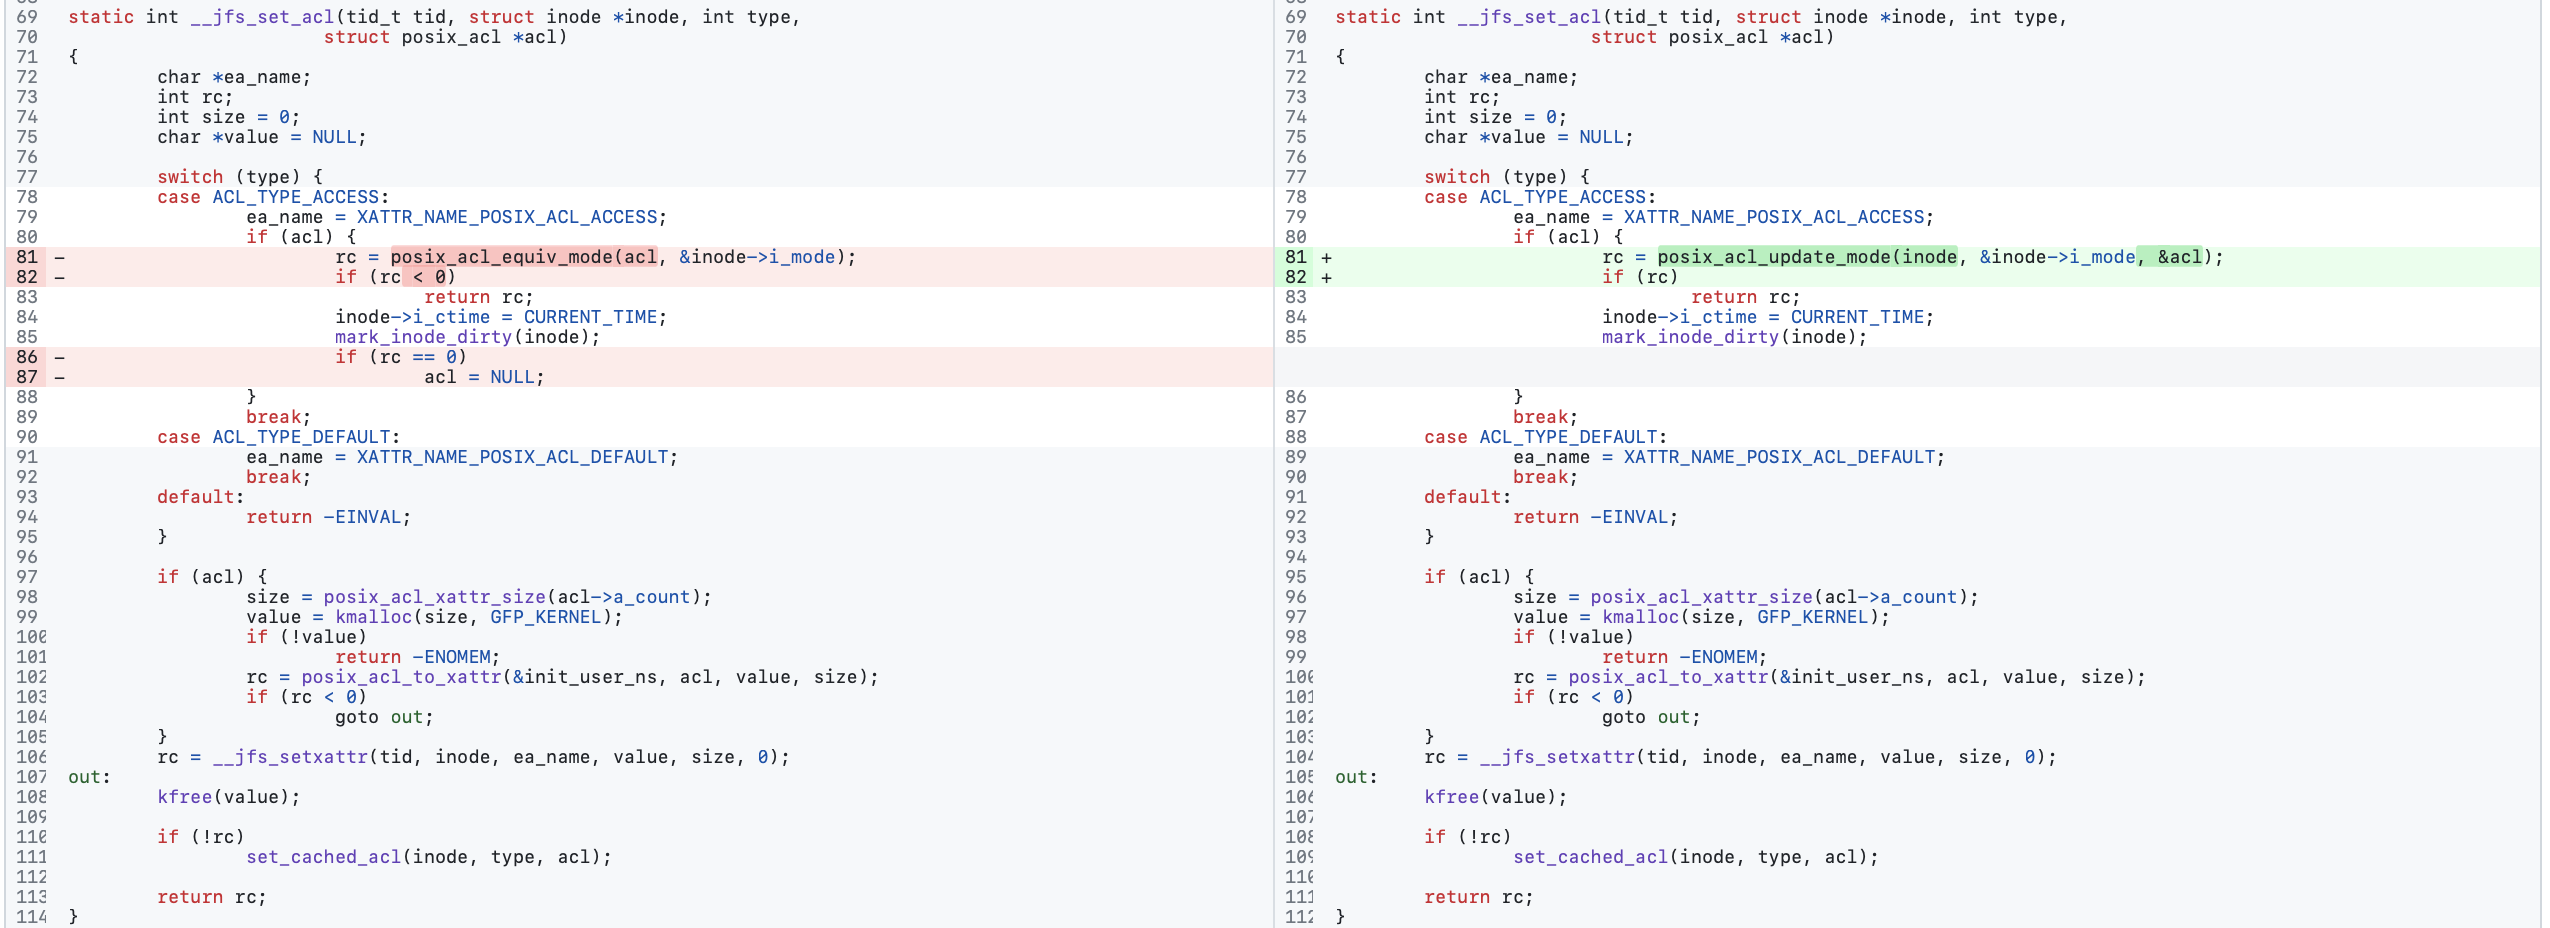 69 static int __jfs_set_acl(tid_t tid, struct inode *inode, int type,
70 struct posix_acl *acl)
71 {
72 char *ea_name;
73 int rc;
74 int size = 0;
75 char *value = NULL;
76
77 switch (type) {
78 case ACL_TYPE_ACCESS:
79 ea_name = XATTR_NAME_POSIX_ACL_ACCESS;
80 if (acl) {
81 - rc = posix_acl_equiv_mode(acl, &inode->i_mode);
82 - if (rc < 0)
83 return rc;
84 inode->i_ctime = CURRENT_TIME;
85 mark_inode_dirty(inode);
86 - if (rc == 0)
87 - acl = NULL;
88 }
89 break;
90 case ACL_TYPE_DEFAULT:
91 ea_name = XATTR_NAME_POSIX_ACL_DEFAULT;
92 break;
93 default:
94 return -EINVAL;
95 }
96
97 if (acl) {
98 size = posix_acl_xattr_size(acl->a_count);
99 value = kmalloc(size, GFP_KERNEL);
100 if (!value)
101 return -ENOMEM;
102 rc = posix_acl_to_xattr(&init_user_ns, acl, value, size);
103 if (rc < 0)
104 goto out;
105 }
106 rc = __jfs_setxattr(tid, inode, ea_name, value, size, 0);
107 out:
108 kfree(value);
109
110 if (!rc)
111 set_cached_acl(inode, type, acl);
112
113 return rc;
114 }
69 static int __jfs_set_acl(tid_t tid, struct inode *inode, int type,
70 struct posix_acl *acl)
71 {
72 char *ea_name;
73 int rc;
74 int size = 0;
75 char *value = NULL;
76
77 switch (type) {
78 case ACL_TYPE_ACCESS:
79 ea_name = XATTR_NAME_POSIX_ACL_ACCESS;
80 if (acl) {
81 + rc = posix_acl_update_mode(inode, &inode->i_mode, &acl);
82 + if (rc)
83 return rc;
84 inode->i_ctime = CURRENT_TIME;
85 mark_inode_dirty(inode);
86 }
87 break;
88 case ACL_TYPE_DEFAULT:
89 ea_name = XATTR_NAME_POSIX_ACL_DEFAULT;
90 break;
91 default:
92 return -EINVAL;
93 }
94
95 if (acl) {
96 size = posix_acl_xattr_size(acl->a_count);
97 value = kmalloc(size, GFP_KERNEL);
98 if (!value)
99 return -ENOMEM;
100 rc = posix_acl_to_xattr(&init_user_ns, acl, value, size);
101 if (rc < 0)
102 goto out;
103 }
104 rc = __jfs_setxattr(tid, inode, ea_name, value, size, 0);
105 out:
106 kfree(value);
107
108 if (!rc)
109 set_cached_acl(inode, type, acl);
110
111 return rc;
112 }